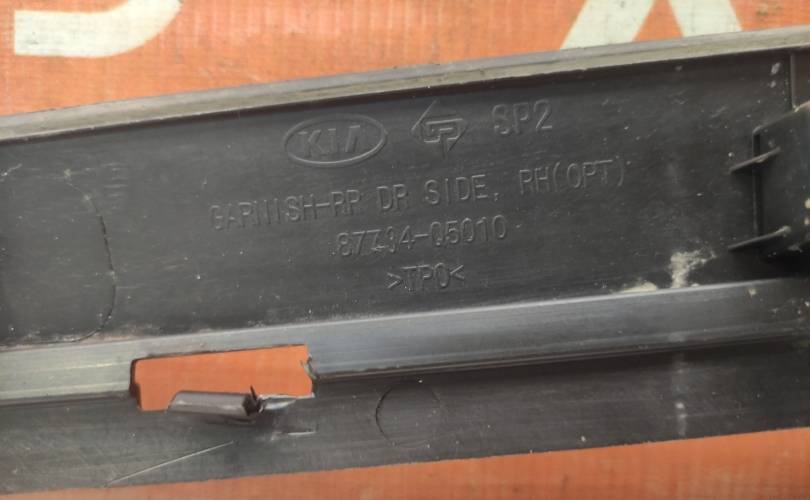 KIA SP2
GARNISH-RR DR SIDE, RH(OPT)
87734-Q5010
>TPO<